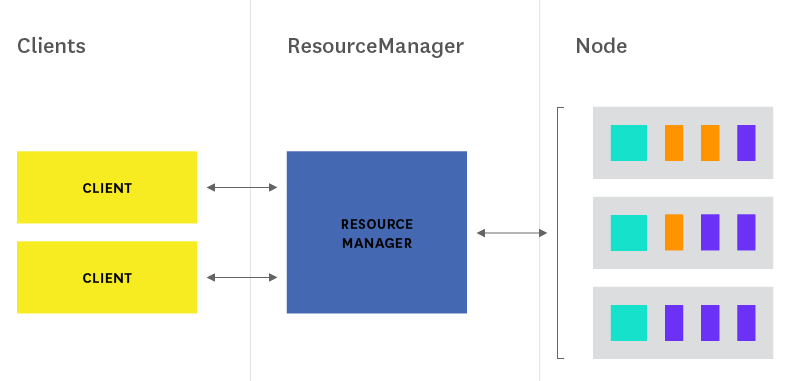 Clients
ResourceManager
Node
CLIENT
CLIENT
RESOURCE
MANAGER